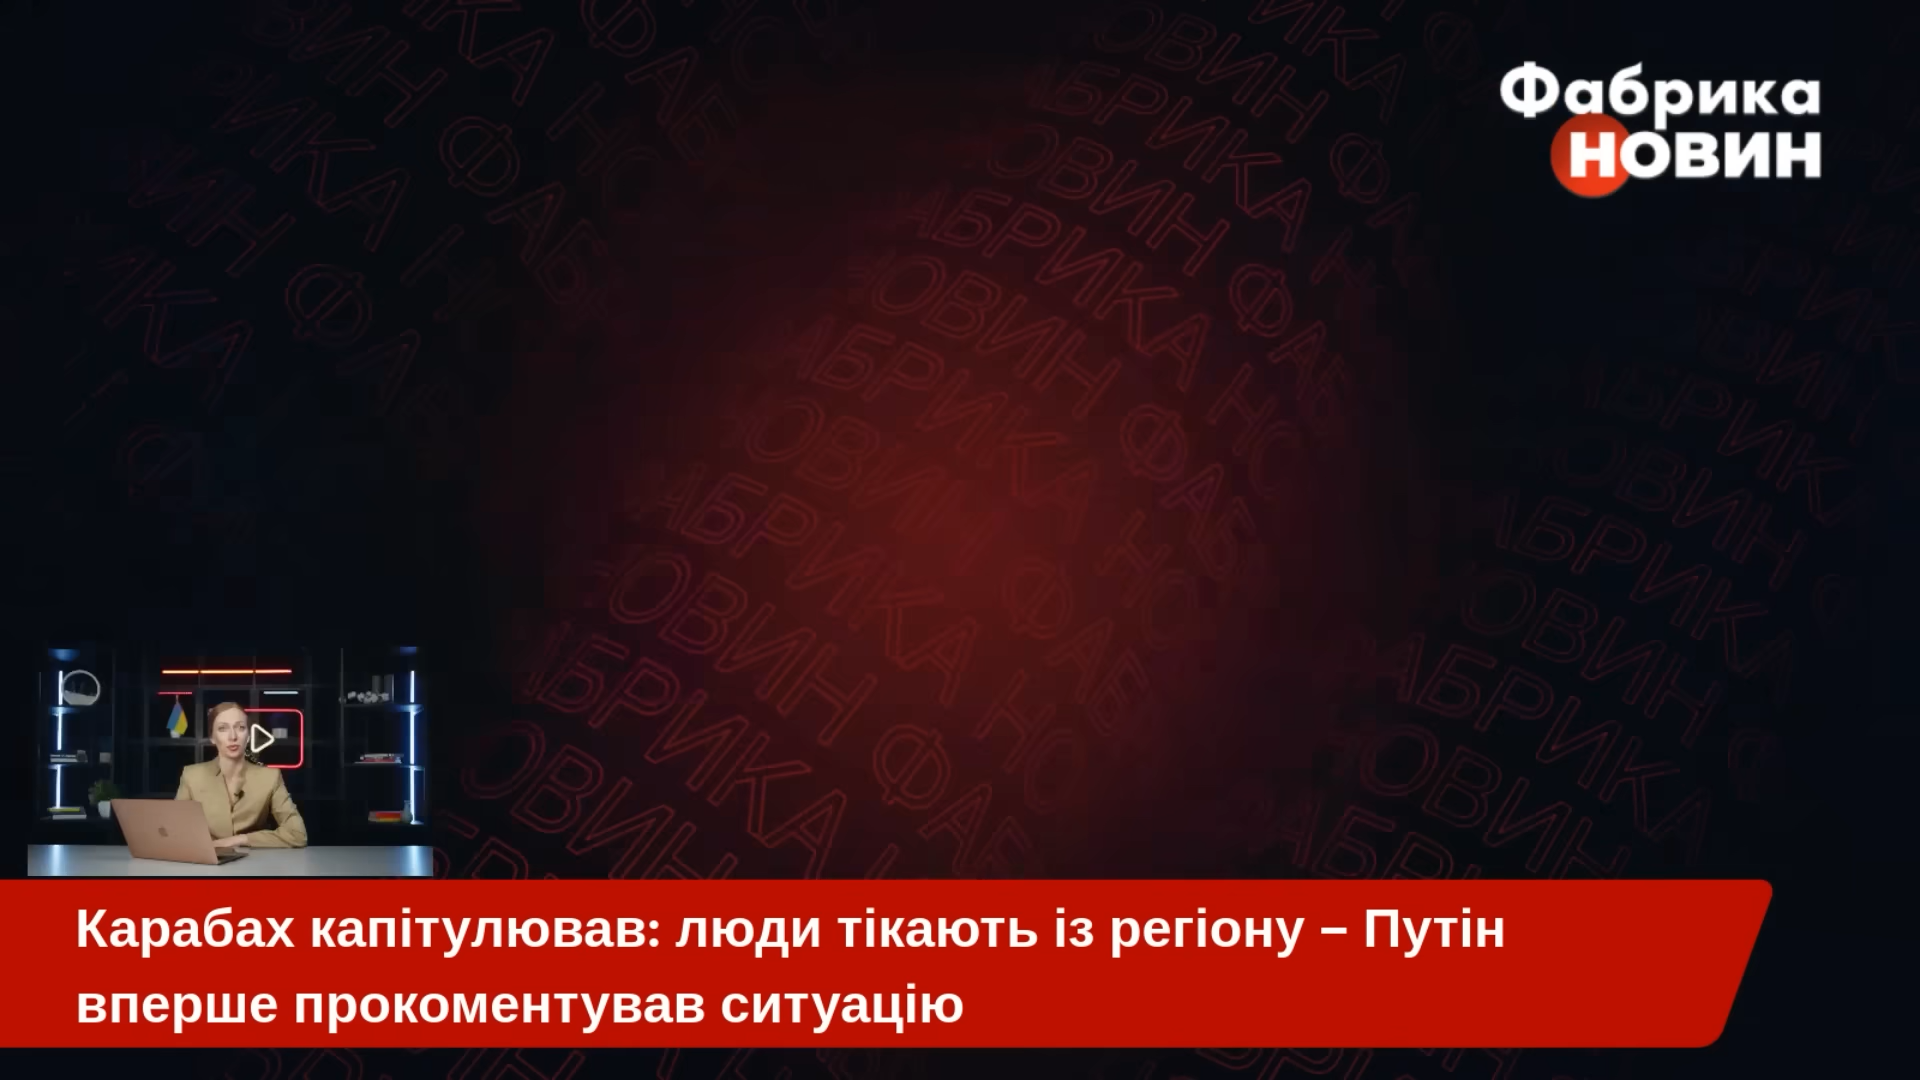 Фабрика
НОВИН
Карабах капітулював: люди тікають із регіону – Путін
вперше прокоментував ситуацію